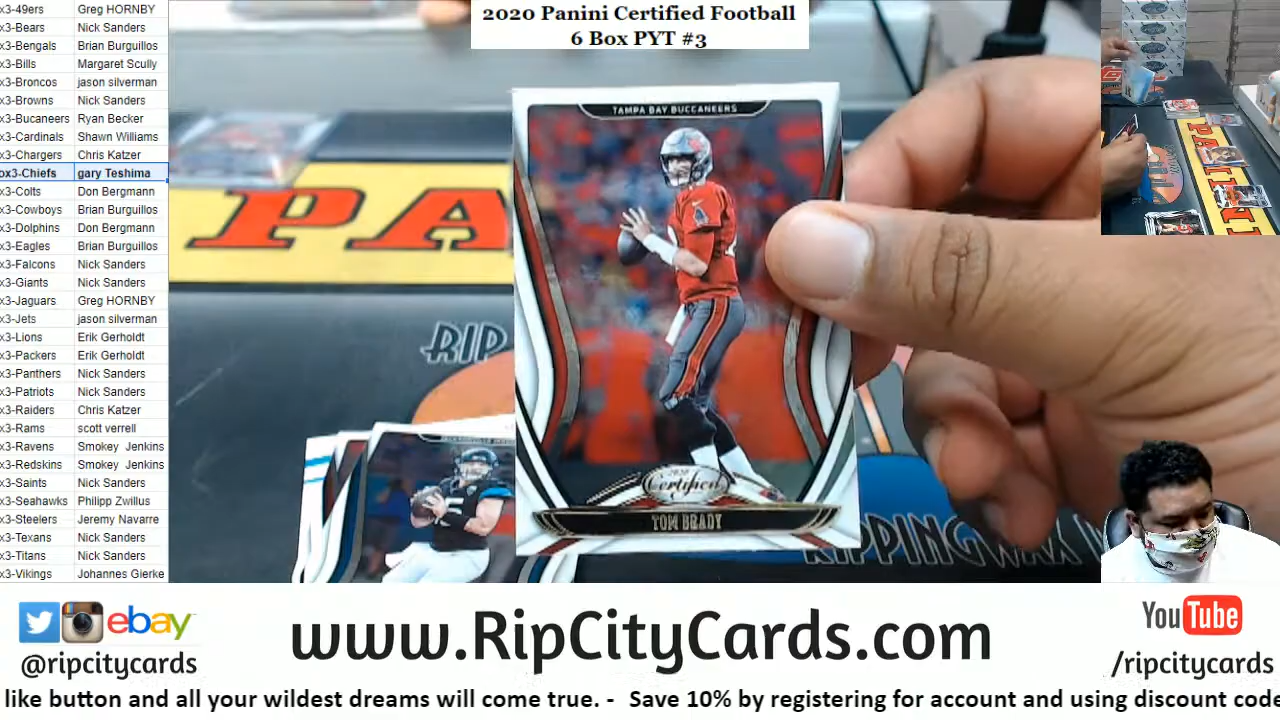 2020 Panini Certified Football
6 Box PYT #3
x3-49ers Greg HORNBY
x3-Bears Nick Sanders
x3-Bengals Brian Burguillos
x3-Bills Margaret Scully
x3-Broncos jason silverman
x3-Browns Nick Sanders
x3-Bucaneers Ryan Becker
x3-Cardinals Shawn Williams
x3-Chargers Chris Katzer
ox3-Chiefs gary Teshima
x3-Colts Don Bergmann
x3-Cowboys Brian Burguillos
x3-Dolphins Don Bergmann
x3-Eagles Brian Burguillos
x3-Falcons Nick Sanders
x3-Giants Nick Sanders
x3-Jaguars Greg HORNBY
x3-Jets jason silverman
x3-Lions Erik Gerholdt
x3-Packers Erik Gerholdt
x3-Panthers Nick Sanders
x3-Patriots Nick Sanders
x3-Raiders Chris Katzer
x3-Rams scott verrell
x3-Ravens Smokey Jenkins
x3-Redskins Smokey Jenkins
x3-Saints Nick Sanders
x3-Seahawks Philipp Zwillus
x3-Steelers Jeremy Navarre
x3-Texans Nick Sanders
x3-Titans Nick Sanders
x3-Vikings Johannes Gierke
TAMPA BAY BUCCANEERS
PA
RIP
2020
Certified
TOM BRADY
RIPPINGWAX
PANI
ebay
@ripcitycards
www.RipCityCards.com
YouTube
/ripcitycards
like button and all your wildest dreams will come true. - Save 10% by registering for account and using discount code